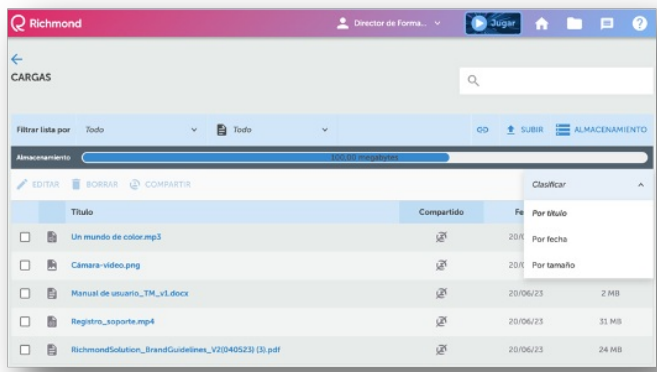 Richmond
Director de Forma...
Jugar
CARGAS
Filtrar lista por Todo Todo SUBIR ALMACENAMIENTO
Almacenamiento 100,00 megabytes
EDITAR BORRAR COMPARTIR Clasificar
Título Compartido Fe Por título
Un mundo de color.mp3 20/0 Por fecha
Cámara-video.png 20/0 Por tamaño
Manual de usuario_TM_v1.docx 20/06/23 2 MB
Registro_soporte.mp4 20/06/23 31 MB
RichmondSolution_BrandGuidelines_V2(040523) (3).pdf 20/06/23 24 MB